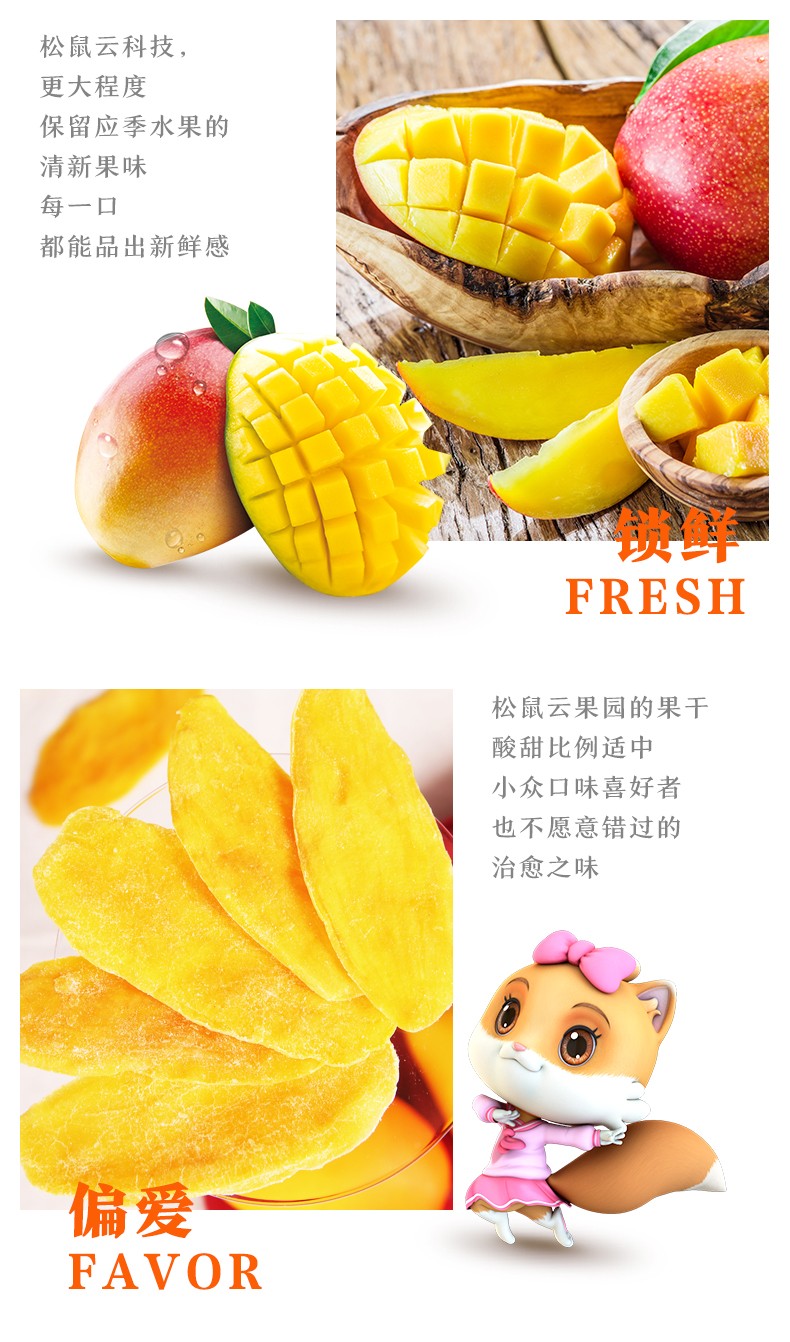 松鼠云科技，
更大程度
保留应季水果的
清新果味
每一口
都能品出新鲜感
锁鲜
FRESH
松鼠云果园的果干
酸甜比例适中
小众口味喜好者
也不愿意错过的
治愈之味
偏爱
FAVOR